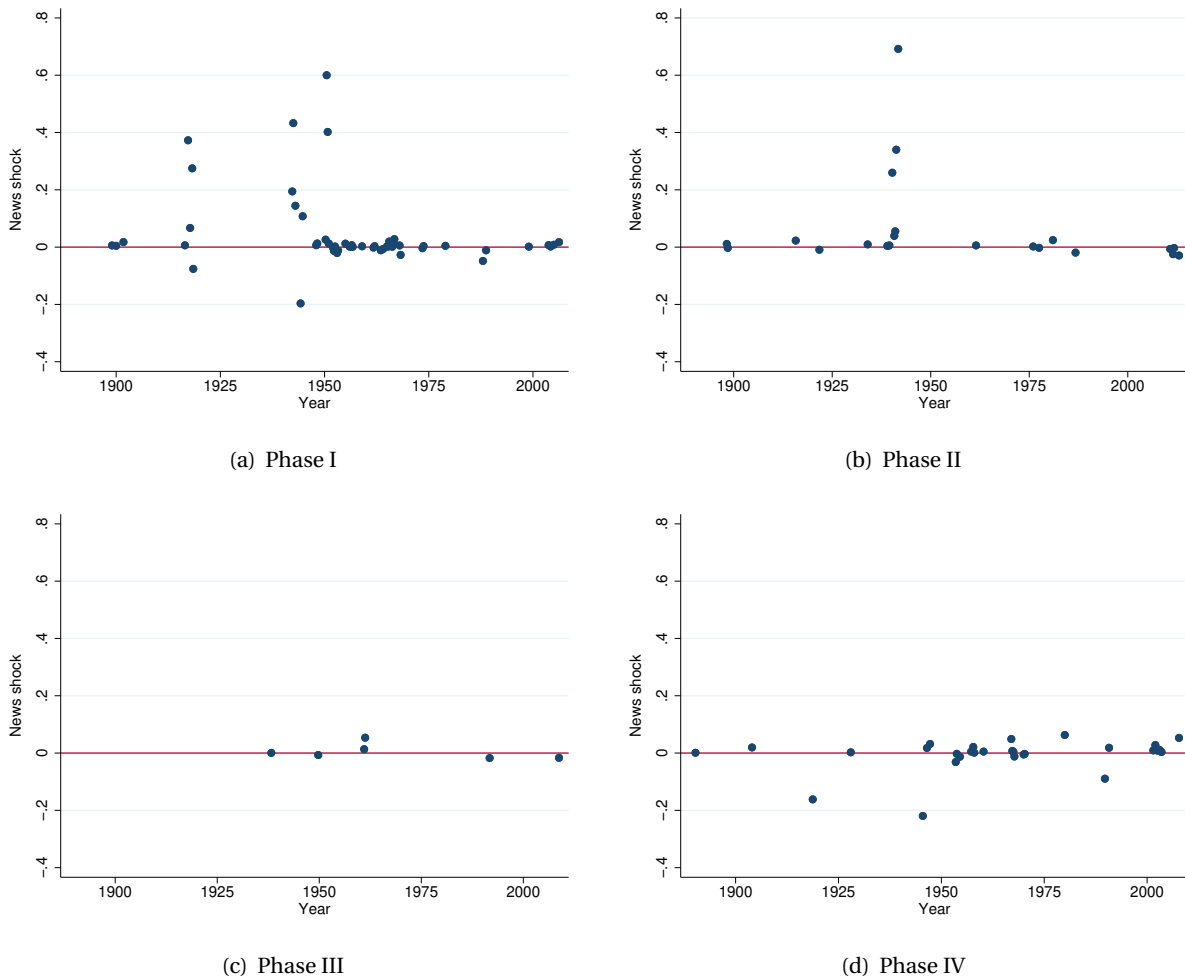 .8
.6
.4
.2
0
-.2
-.4
News shock
1900 1925 1950 1975 2000
Year
(a) Phase I
.8
.6
.4
.2
0
-.2
-.4
News shock
1900 1925 1950 1975 2000
Year
(b) Phase II
.8
.6
.4
.2
0
-.2
-.4
News shock
1900 1925 1950 1975 2000
Year
(c) Phase III
.8
.6
.4
.2
0
-.2
-.4
News shock
1900 1925 1950 1975 2000
Year
(d) Phase IV